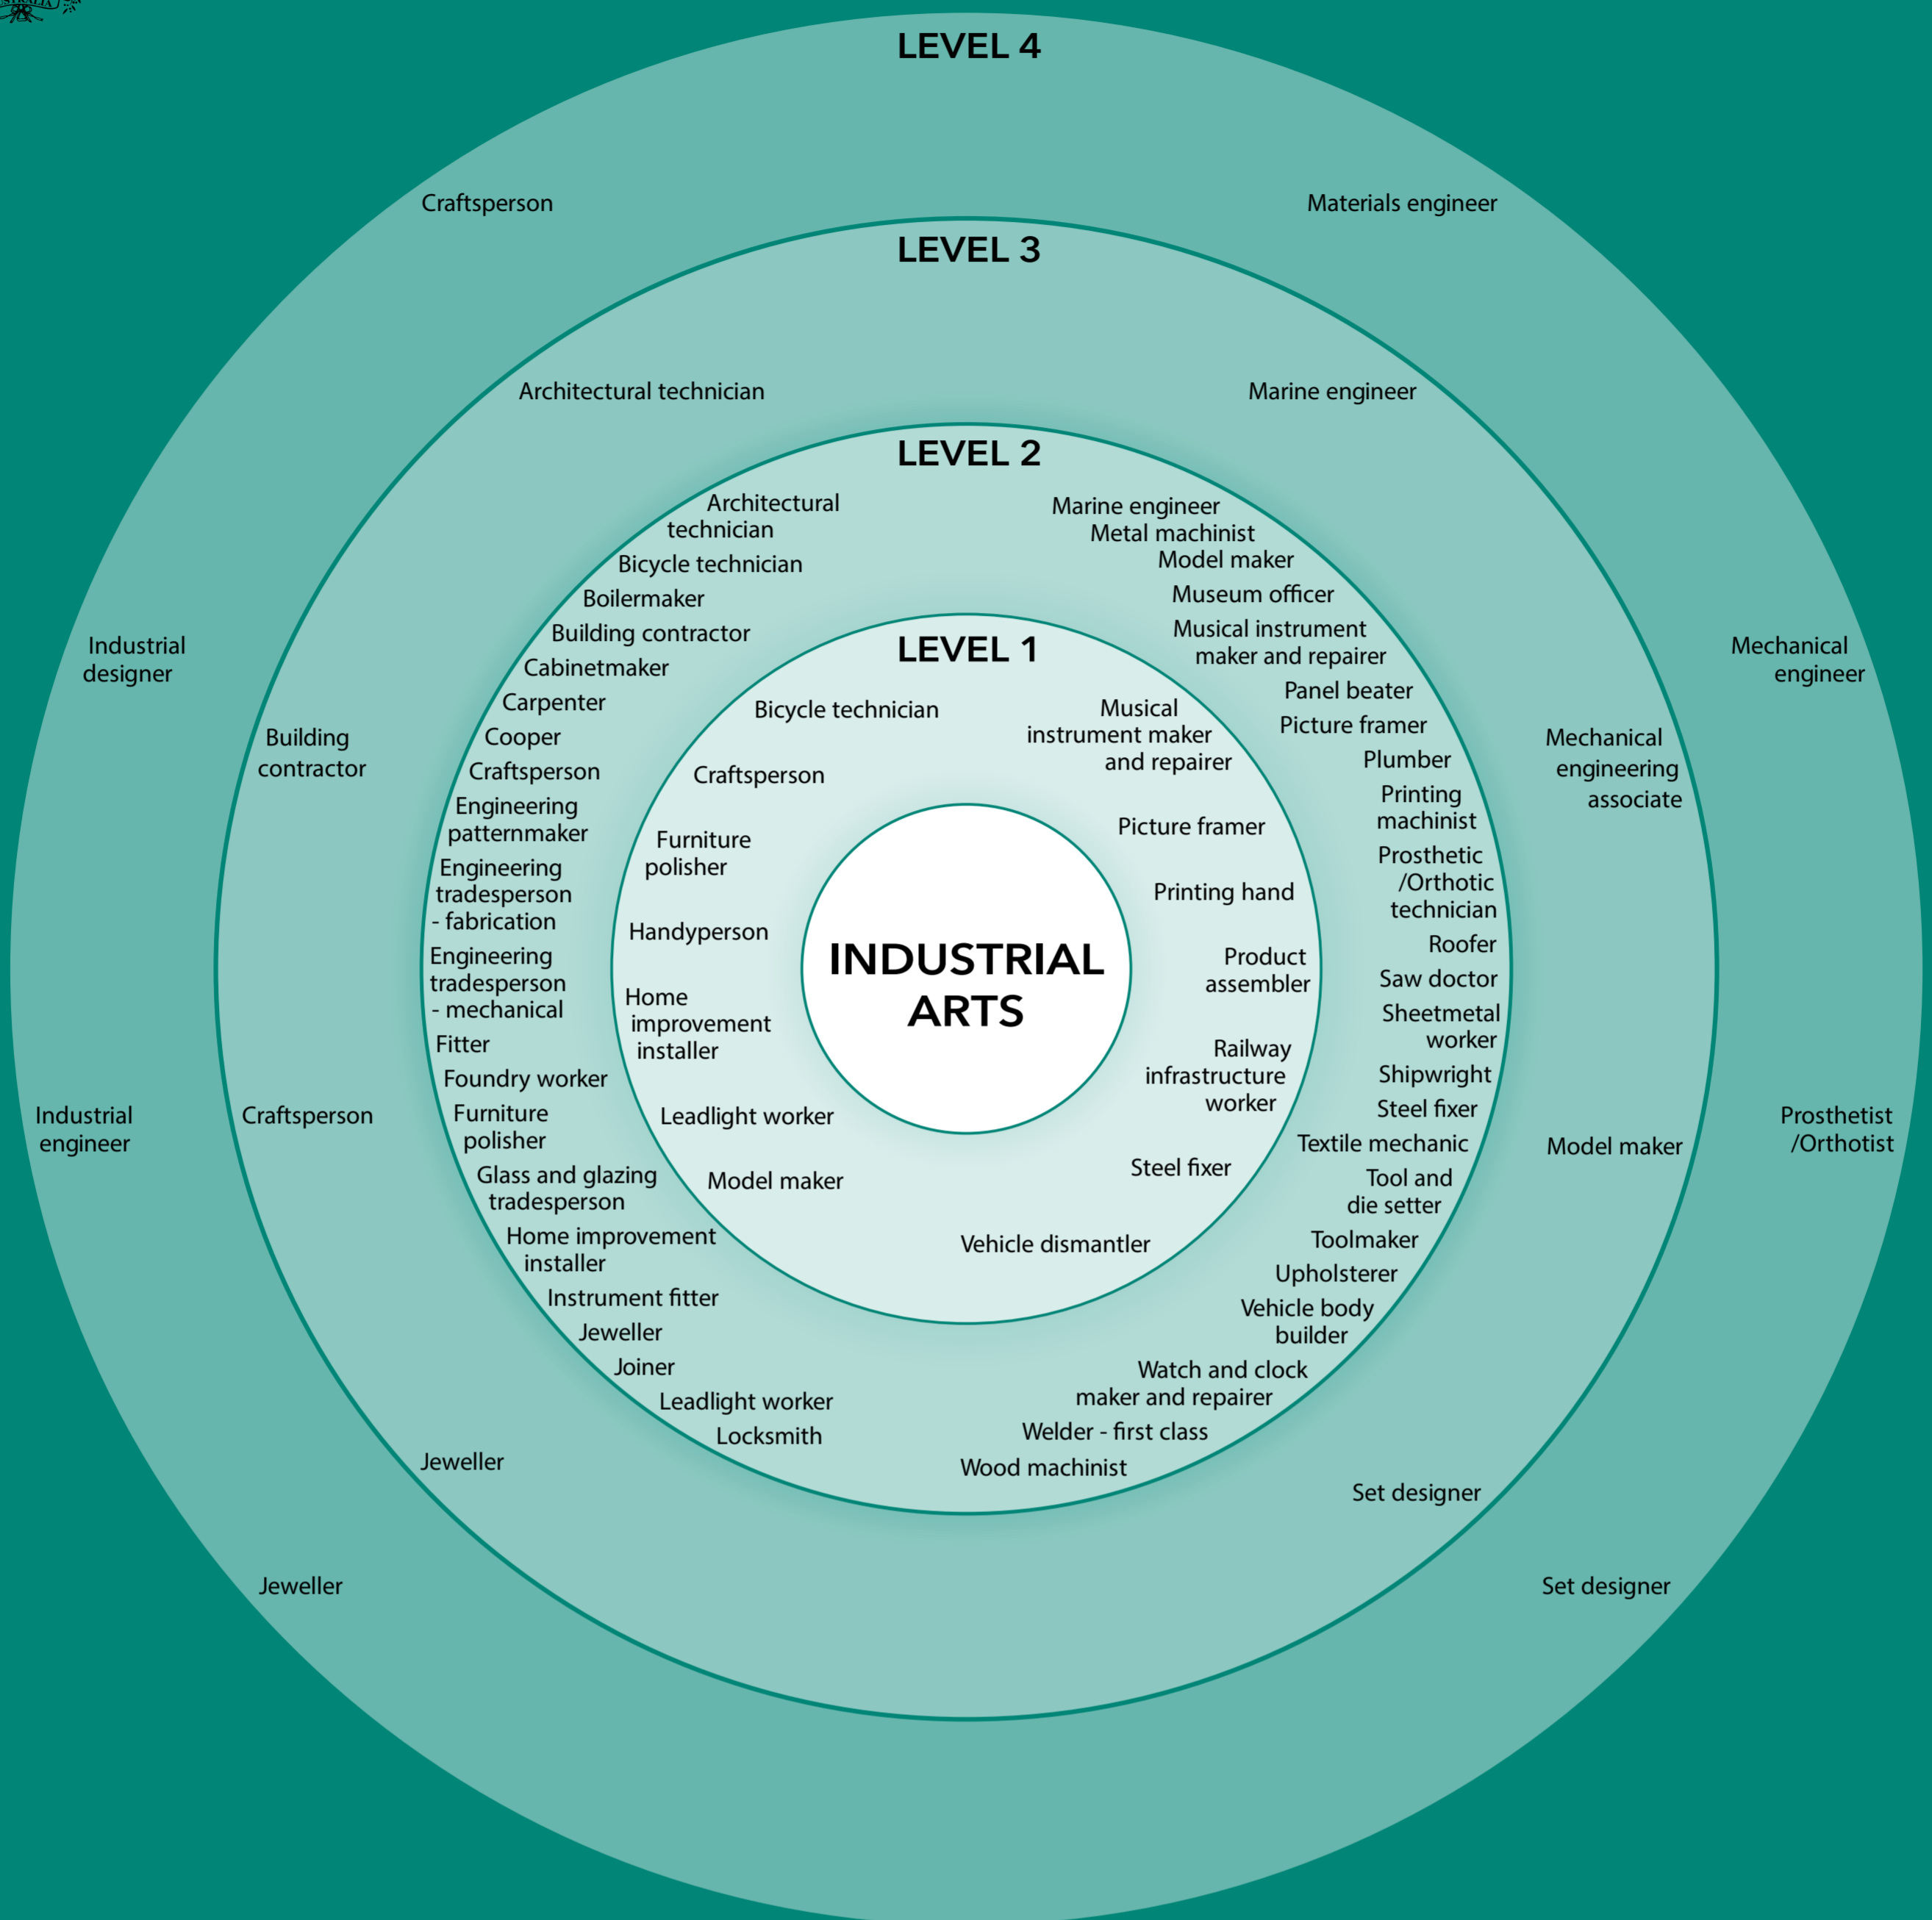 LEVEL 4
Craftsperson
Industrial
designer
Industrial
engineer
Jeweller
Materials engineer
Mechanical
engineer
Prosthetist
/Orthotist
Set designer
LEVEL 3
Architectural technician
Building
contractor
Craftsperson
Jeweller
Marine engineer
Mechanical
engineering
associate
Model maker
Set designer
LEVEL 2
Architectural
technician
Bicycle technician
Boilermaker
Building contractor
Cabinetmaker
Carpenter
Cooper
Craftsperson
Engineering
patternmaker
Engineering
tradesperson
- fabrication
Engineering
tradesperson
- mechanical
Fitter
Foundry worker
Furniture
polisher
Glass and glazing
tradesperson
Home improvement
installer
Instrument fitter
Jeweller
Joiner
Leadlight worker
Locksmith
Marine engineer
Metal machinist
Model maker
Museum officer
Musical instrument
maker and repairer
Panel beater
Picture framer
Plumber
Printing
machinist
Prosthetic
/Orthotic
technician
Roofer
Saw doctor
Sheetmetal
worker
Shipwright
Steel fixer
Textile mechanic
Tool and
die setter
Toolmaker
Upholsterer
Vehicle body
builder
Watch and clock
maker and repairer
Welder - first class
Wood machinist
LEVEL 1
Bicycle technician
Craftsperson
Furniture
polisher
Handyperson
Home
improvement
installer
Leadlight worker
Model maker
Musical
instrument maker
and repairer
Picture framer
Printing hand
Product
assembler
Railway
infrastructure
worker
Steel fixer
Vehicle dismantler
INDUSTRIAL
ARTS